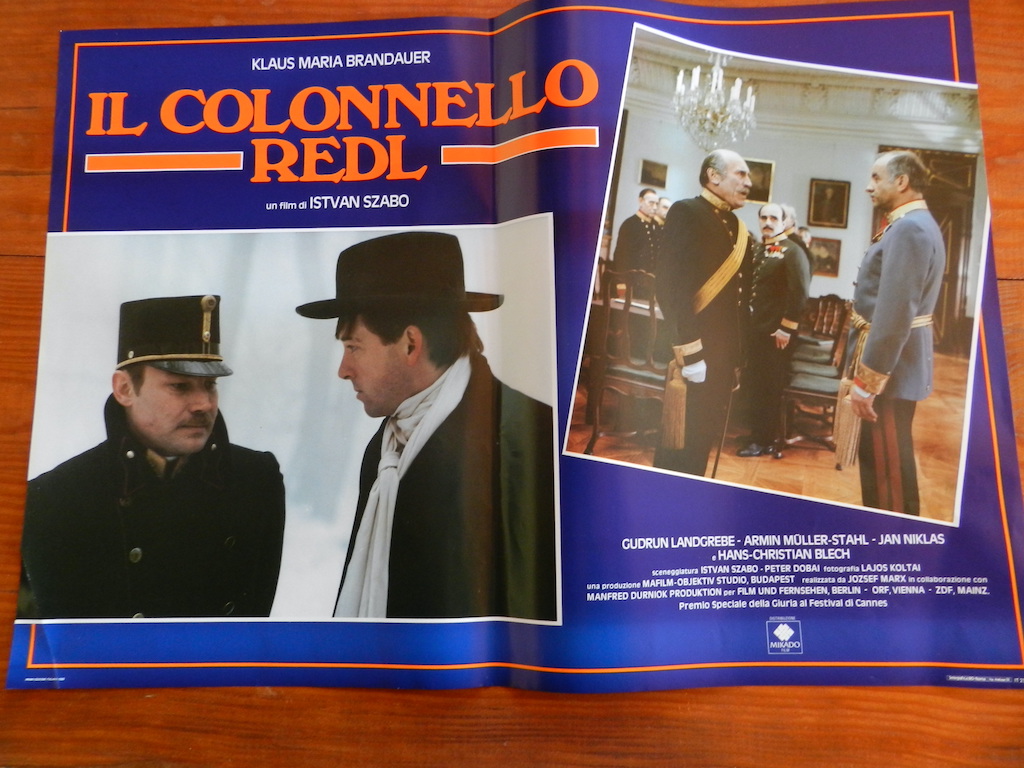 KLAUS MARIA BRANDAUER
IL COLONNELLO
REDL
un film di ISTVAN SZABO
GUDRUN LANDGREBE - ARMIN MÜLLER-STAHL - JAN NIKLAS
e HANS-CHRISTIAN BLECH
sceneggiatura ISTVAN SZABO - PETER DOBAI fotografia LAJOS KOLTAI
una produzione MAFILM-OBJEKTIV STUDIO, BUDAPEST realizzata da JOZSEF MARX in collaborazione con
MANFRED DURNIOK PRODUKTION per FILM UND FERNSEHEN, BERLIN - ORF, VIENNA - ZDF, MAINZ.
Premio Speciale della Giuria al Festival di Cannes
DISTRIBUZIONE
MIKADO
FILM